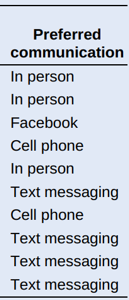 Preferred
communication
In person
In person
Facebook
Cell phone
In person
Text messaging
Cell phone
Text messaging
Text messaging
Text messaging